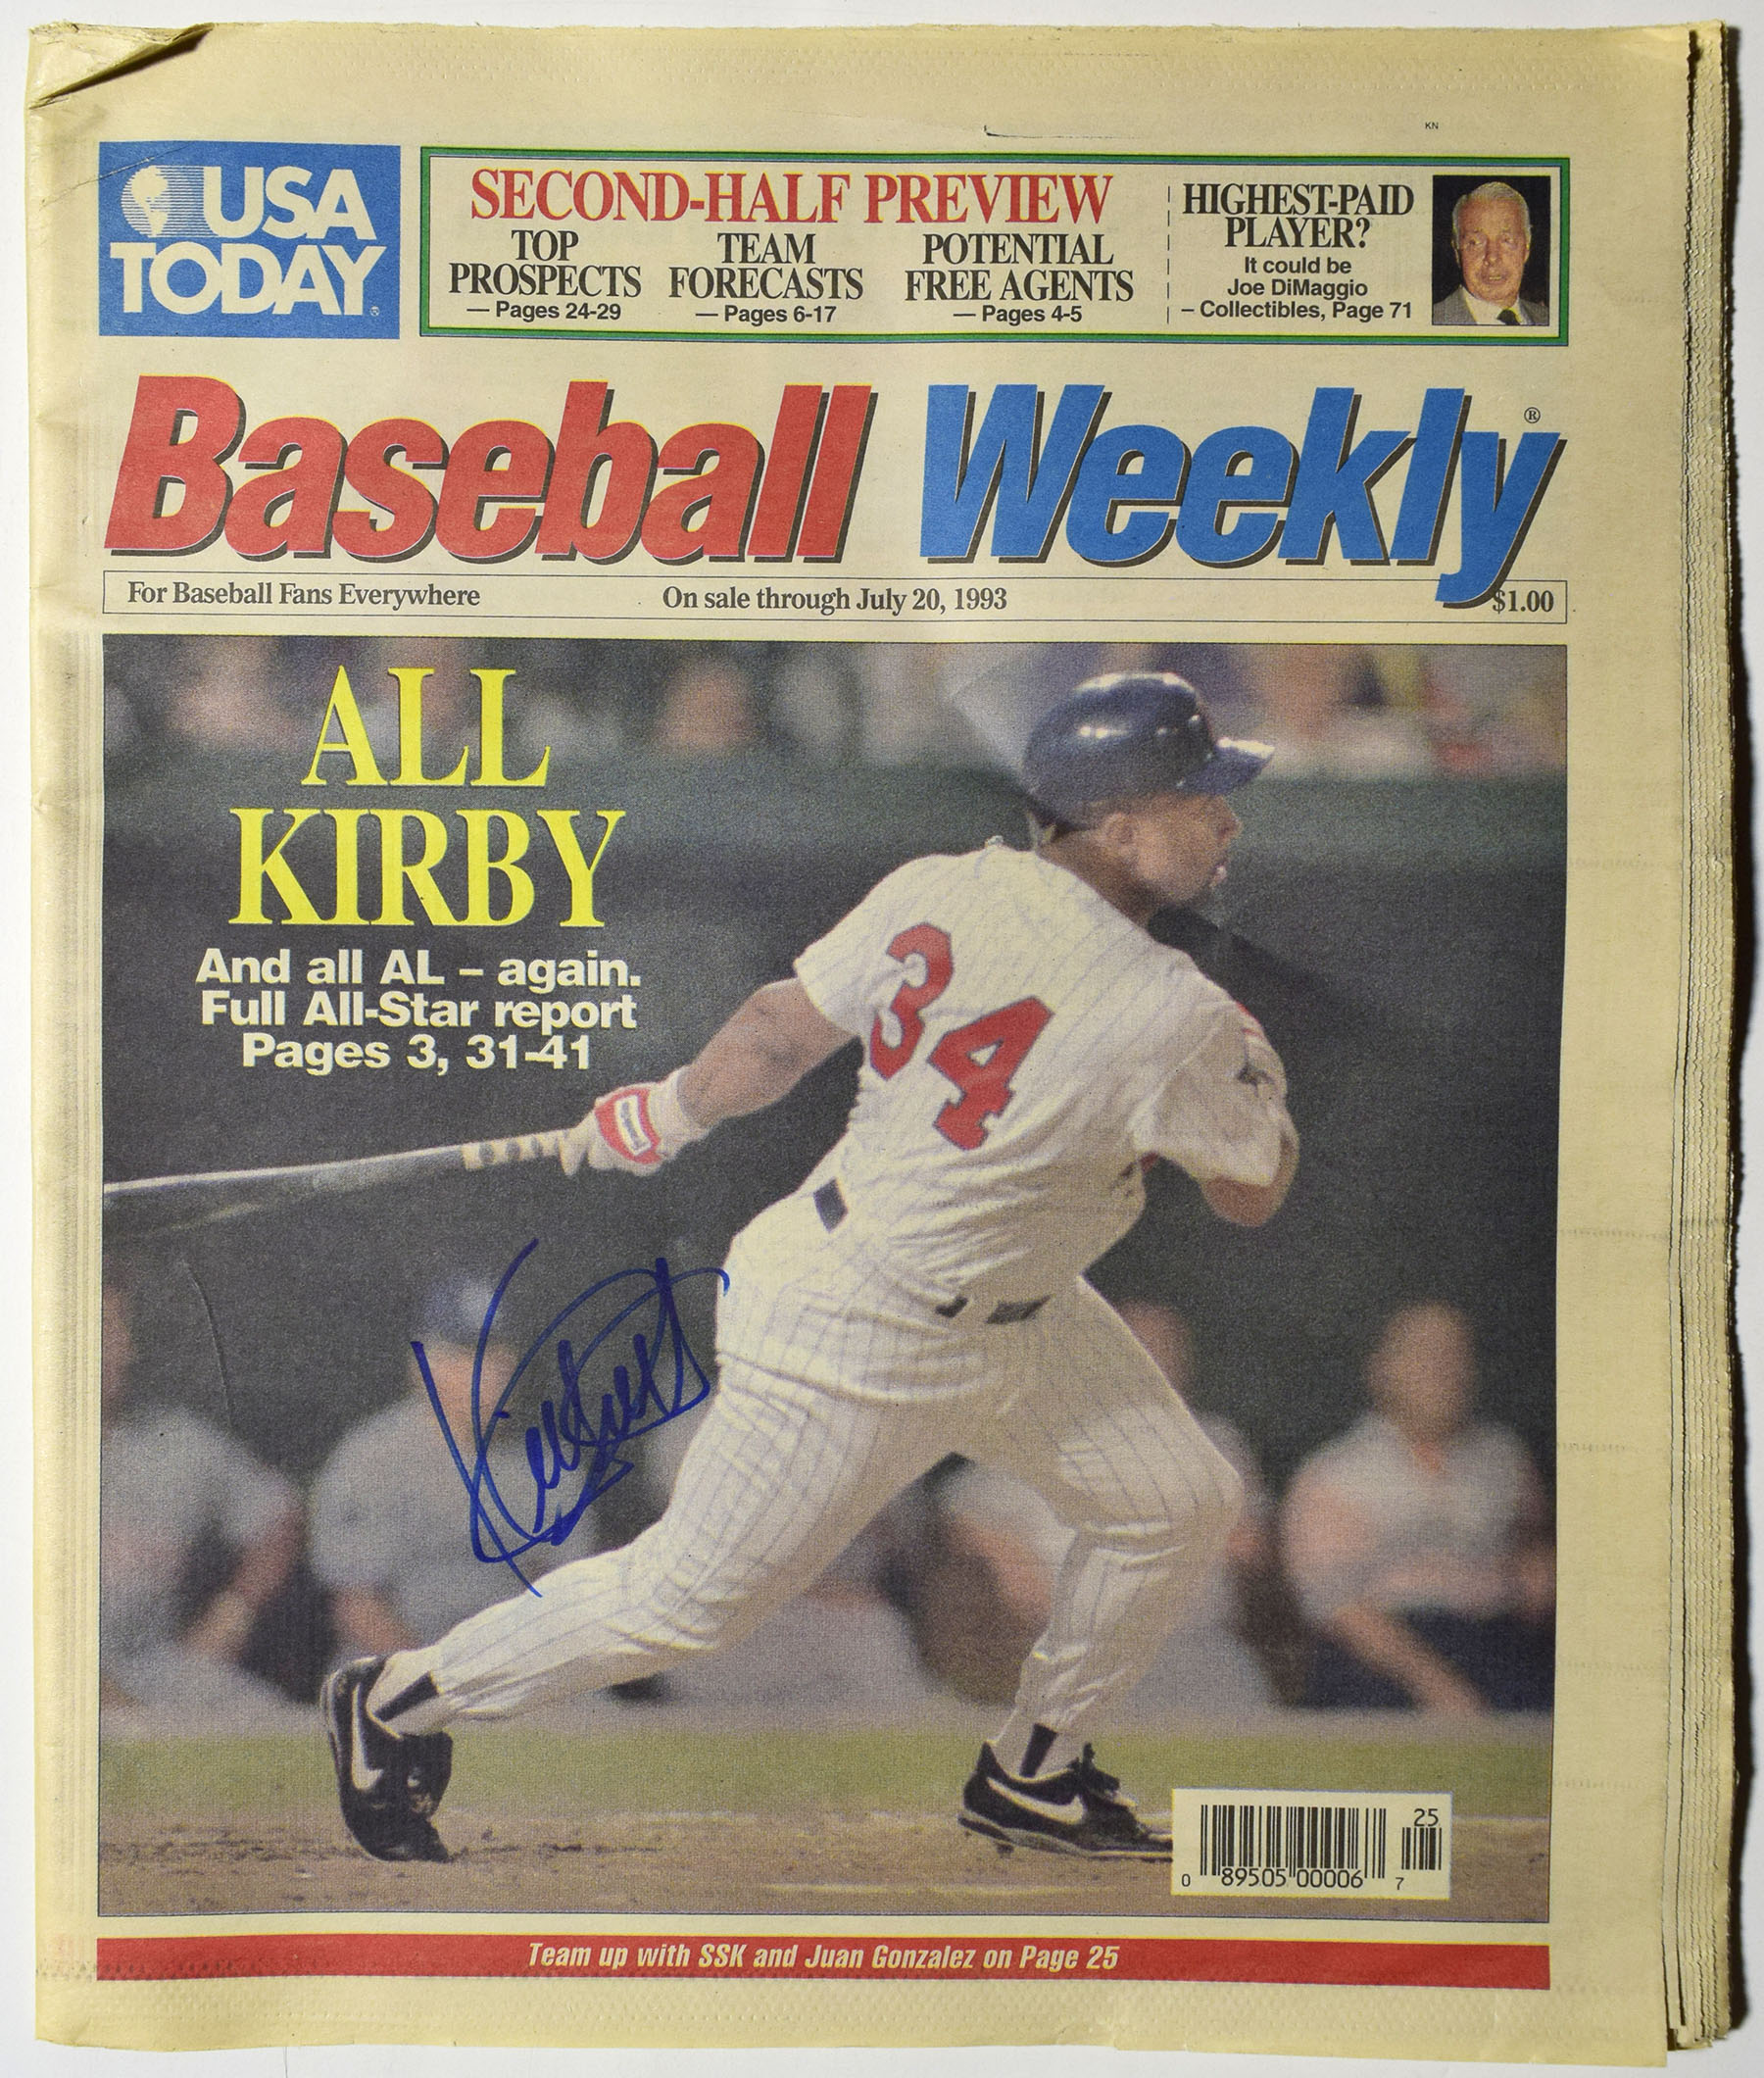 KN
USA
TODAY®
SECOND-HALF PREVIEW
TOP
PROSPECTS
— Pages 24-29
TEAM
FORECASTS
— Pages 6-17
POTENTIAL
FREE AGENTS
— Pages 4-5
HIGHEST-PAID
PLAYER?
It could be
Joe DiMaggio
– Collectibles, Page 71
Baseball Weekly®
For Baseball Fans Everywhere
On sale through July 20, 1993
$1.00
ALL
KIRBY
And all AL – again.
Full All-Star report
Pages 3, 31-41
34
25
0 89505 00006 7
Team up with SSK and Juan Gonzalez on Page 25